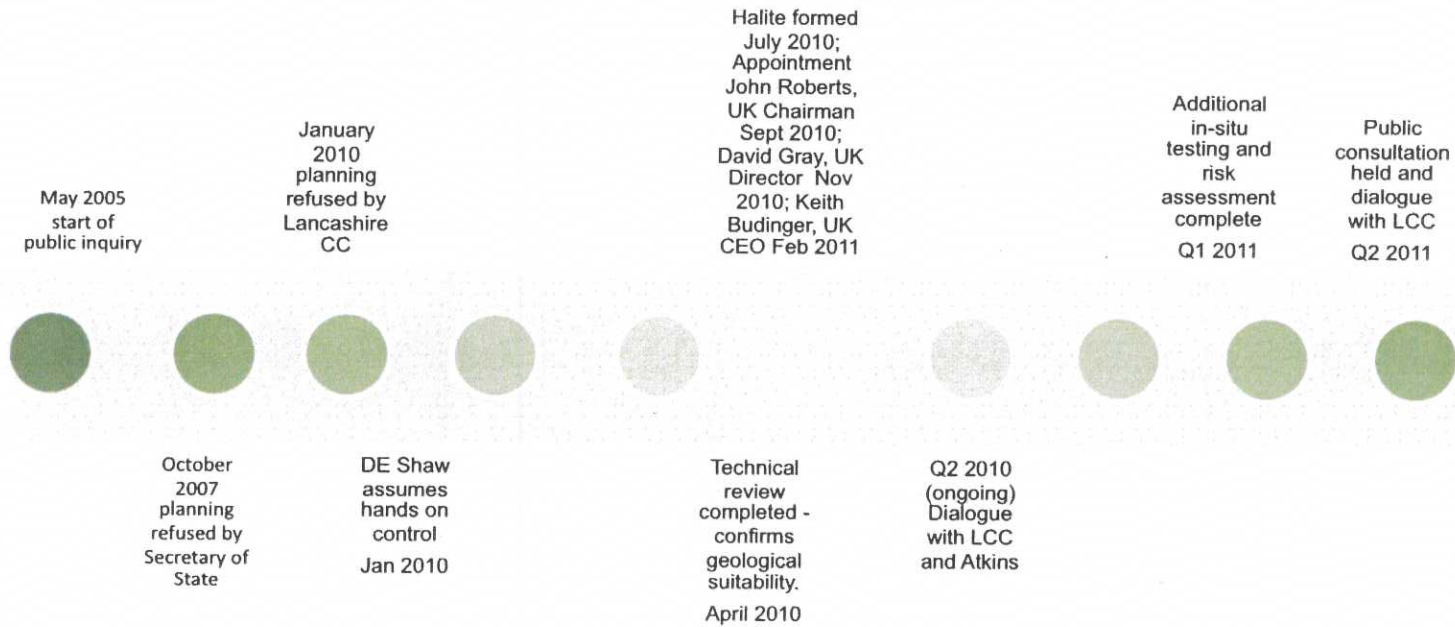 May 2005
start of
public inquiry
October
2007
planning
refused by
Secretary of
State
January
2010
planning
refused by
Lancashire
CC
DE Shaw
assumes
hands on
control
Jan 2010
Halite formed
July 2010;
Appointment
John Roberts,
UK Chairman
Sept 2010;
David Gray, UK
Director Nov
2010; Keith
Budinger, UK
CEO Feb 2011
Technical
review
completed -
confirms
geological
suitability.
April 2010
Q2 2010
(ongoing)
Dialogue
with LCC
and Atkins
Additional
in-situ
testing and
risk
assessment
complete
Q1 2011
Public
consultation
held and
dialogue
with LCC
Q2 2011